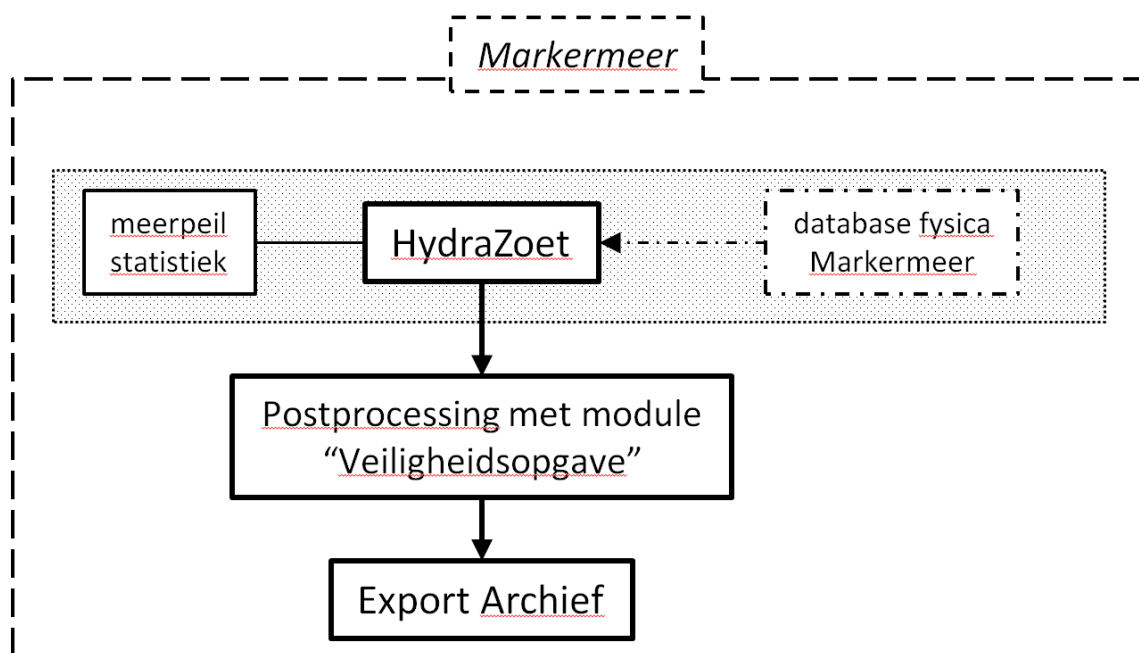 Markermeer
meerpeil
statistiek
HydraZoet
database fysica
Markermeer
Postprocessing met module
“Veiligheidsopgave”
Export Archief